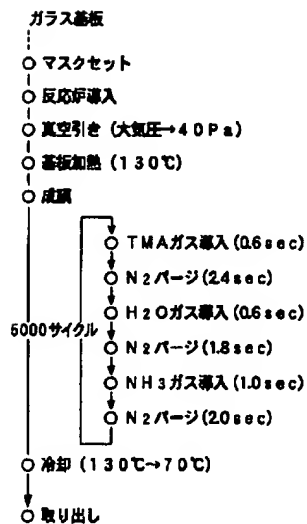 ガラス基板
マスクセット
反応炉導入
真空引き (大気圧→40Pa)
基板加熱 (130℃)
成膜
TMAガス導入 (0.6sec)
N2パージ (2.4sec)
H2Oガス導入 (0.6sec)
5000サイクル
N2パージ (1.8sec)
NH3ガス導入 (1.0sec)
N2パージ (2.0sec)
冷却 (130℃→70℃)
取り出し